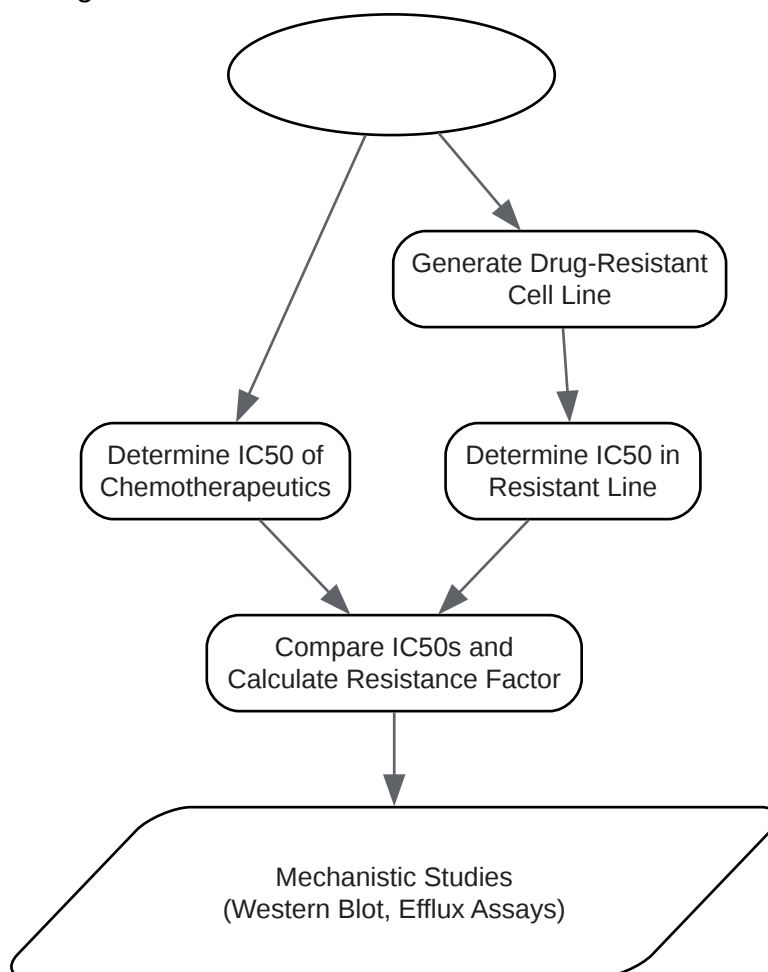 Generate Drug-Resistant
Cell Line
Determine IC50 of
Chemotherapeutics
Determine IC50 in
Resistant Line
Compare IC50s and
Calculate Resistance Factor
Mechanistic Studies
(Western Blot, Efflux Assays)